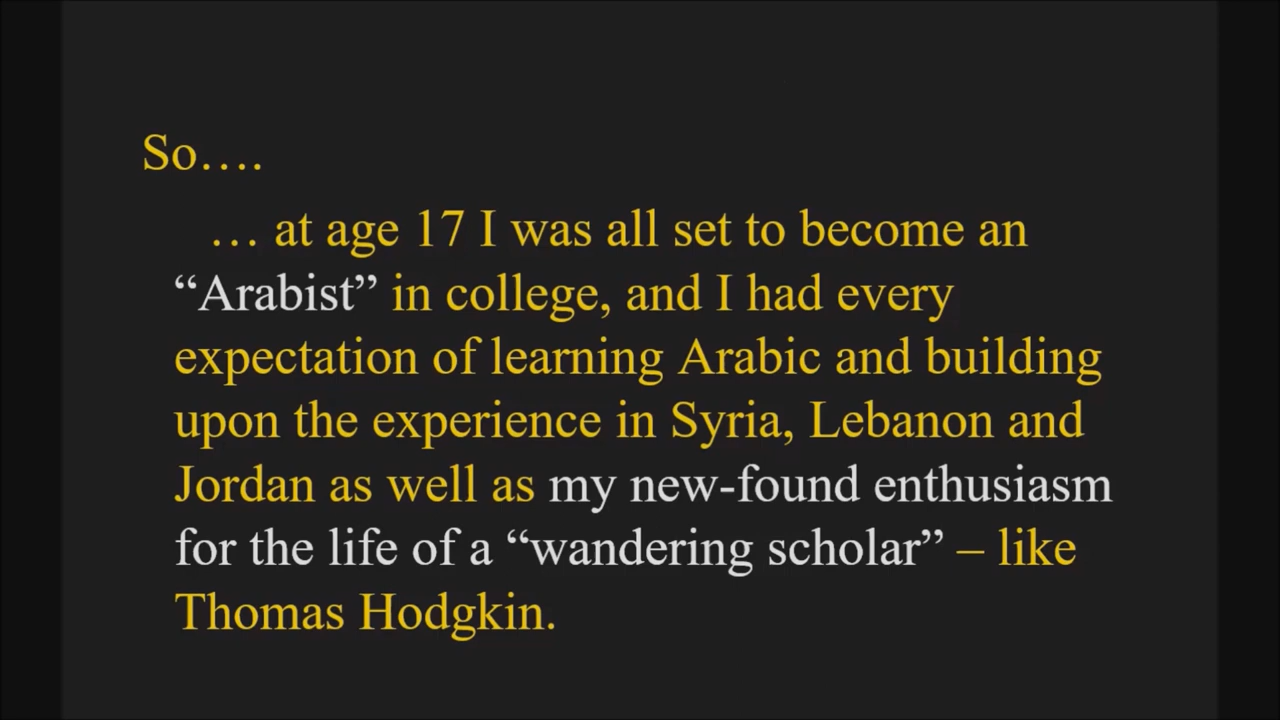 So….
… at age 17 I was all set to become an
“Arabist” in college, and I had every
expectation of learning Arabic and building
upon the experience in Syria, Lebanon and
Jordan as well as my new-found enthusiasm
for the life of a “wandering scholar” – like
Thomas Hodgkin.